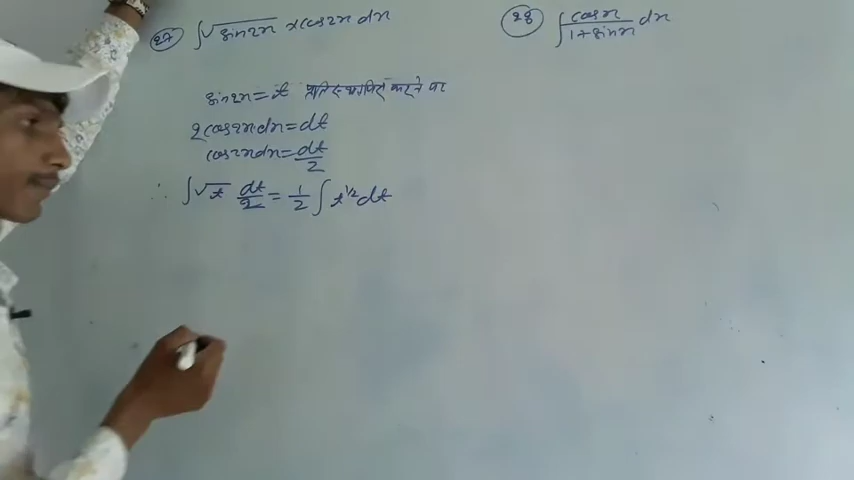 (27) ∫√sin2x × cos2x dx
sin2x = t प्रतिस्थापित करने पर
2cos2xdx = dt
cos2xdx = dt/2
∴ ∫√t dt/2 = 1/2 ∫ t^1/2 dt
(28) ∫ cosx/1+sinx dx